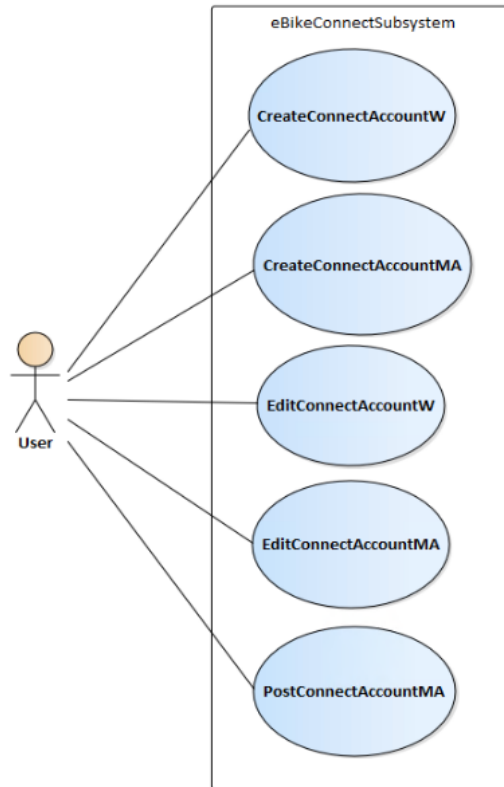 eBikeConnectSubsystem
CreateConnectAccountW
CreateConnectAccountMA
EditConnectAccountW
User
EditConnectAccountMA
PostConnectAccountMA